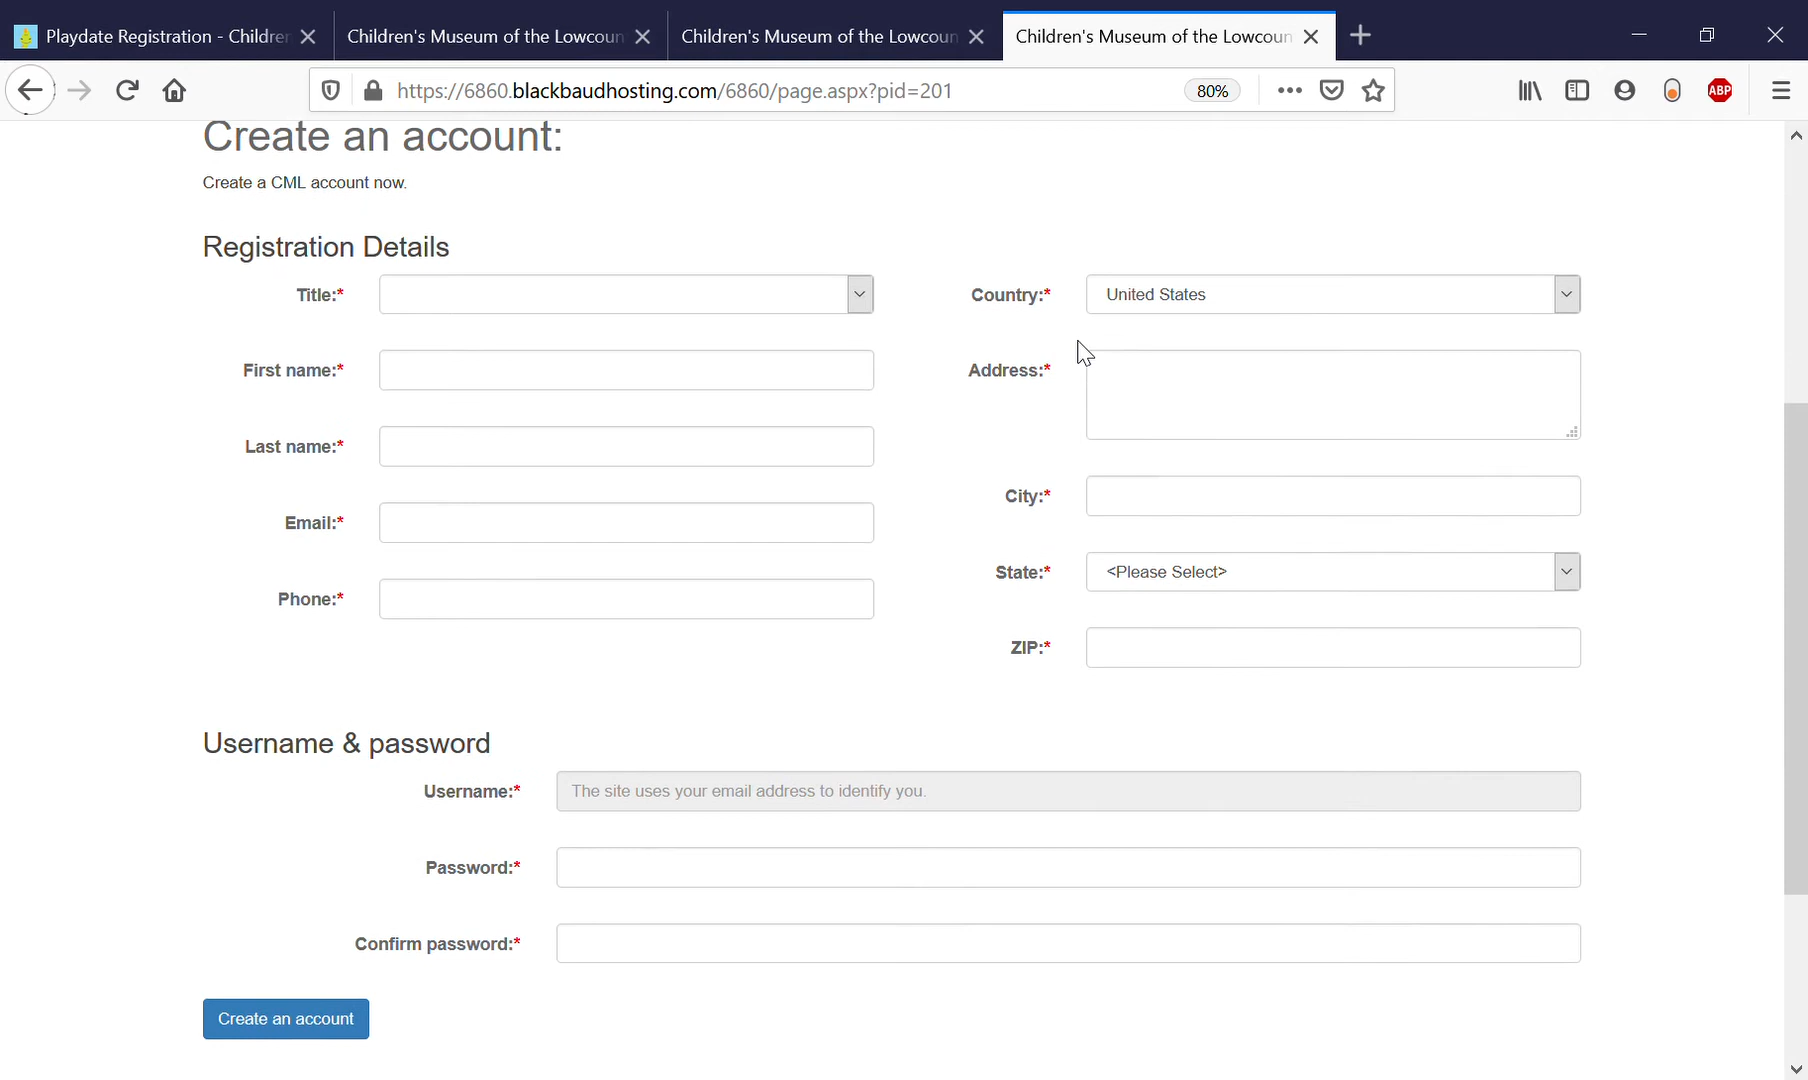 Playdate Registration - Childre
Children's Museum of the Lowcoun
Children's Museum of the Lowcoun
Children's Museum of the Lowcoun
https://6860.blackbaudhosting.com/6860/page.aspx?pid=201
80%
ABP
Create an account:
Create a CML account now.
Registration Details
Title:*
Country:* United States
First name:*
Address:*
Last name:*
City:*
Email:*
State:* <Please Select>
Phone:*
ZIP:*
Username & password
Username:* The site uses your email address to identify you.
Password:*
Confirm password:*
Create an account